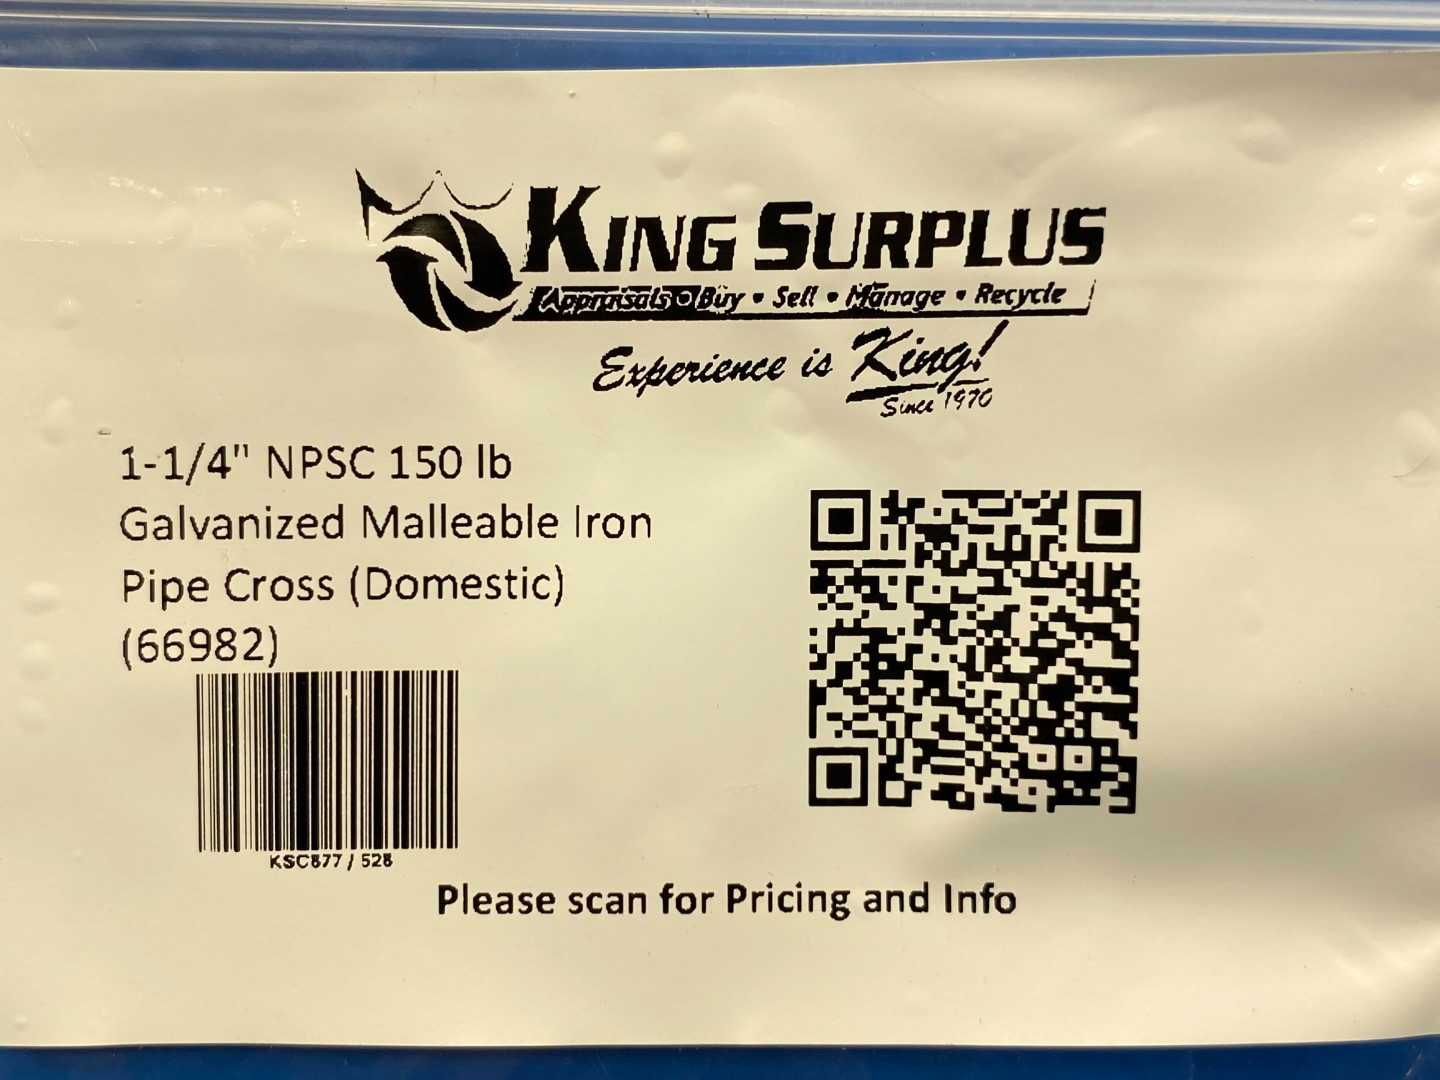 KING SURPLUS
Appraisals • Buy • Sell • Manage • Recycle
Experience is King!
Since 1970
1-1/4" NPSC 150 lb
Galvanized Malleable Iron
Pipe Cross (Domestic)
(66982)
KSC877 / 528
Please scan for Pricing and Info